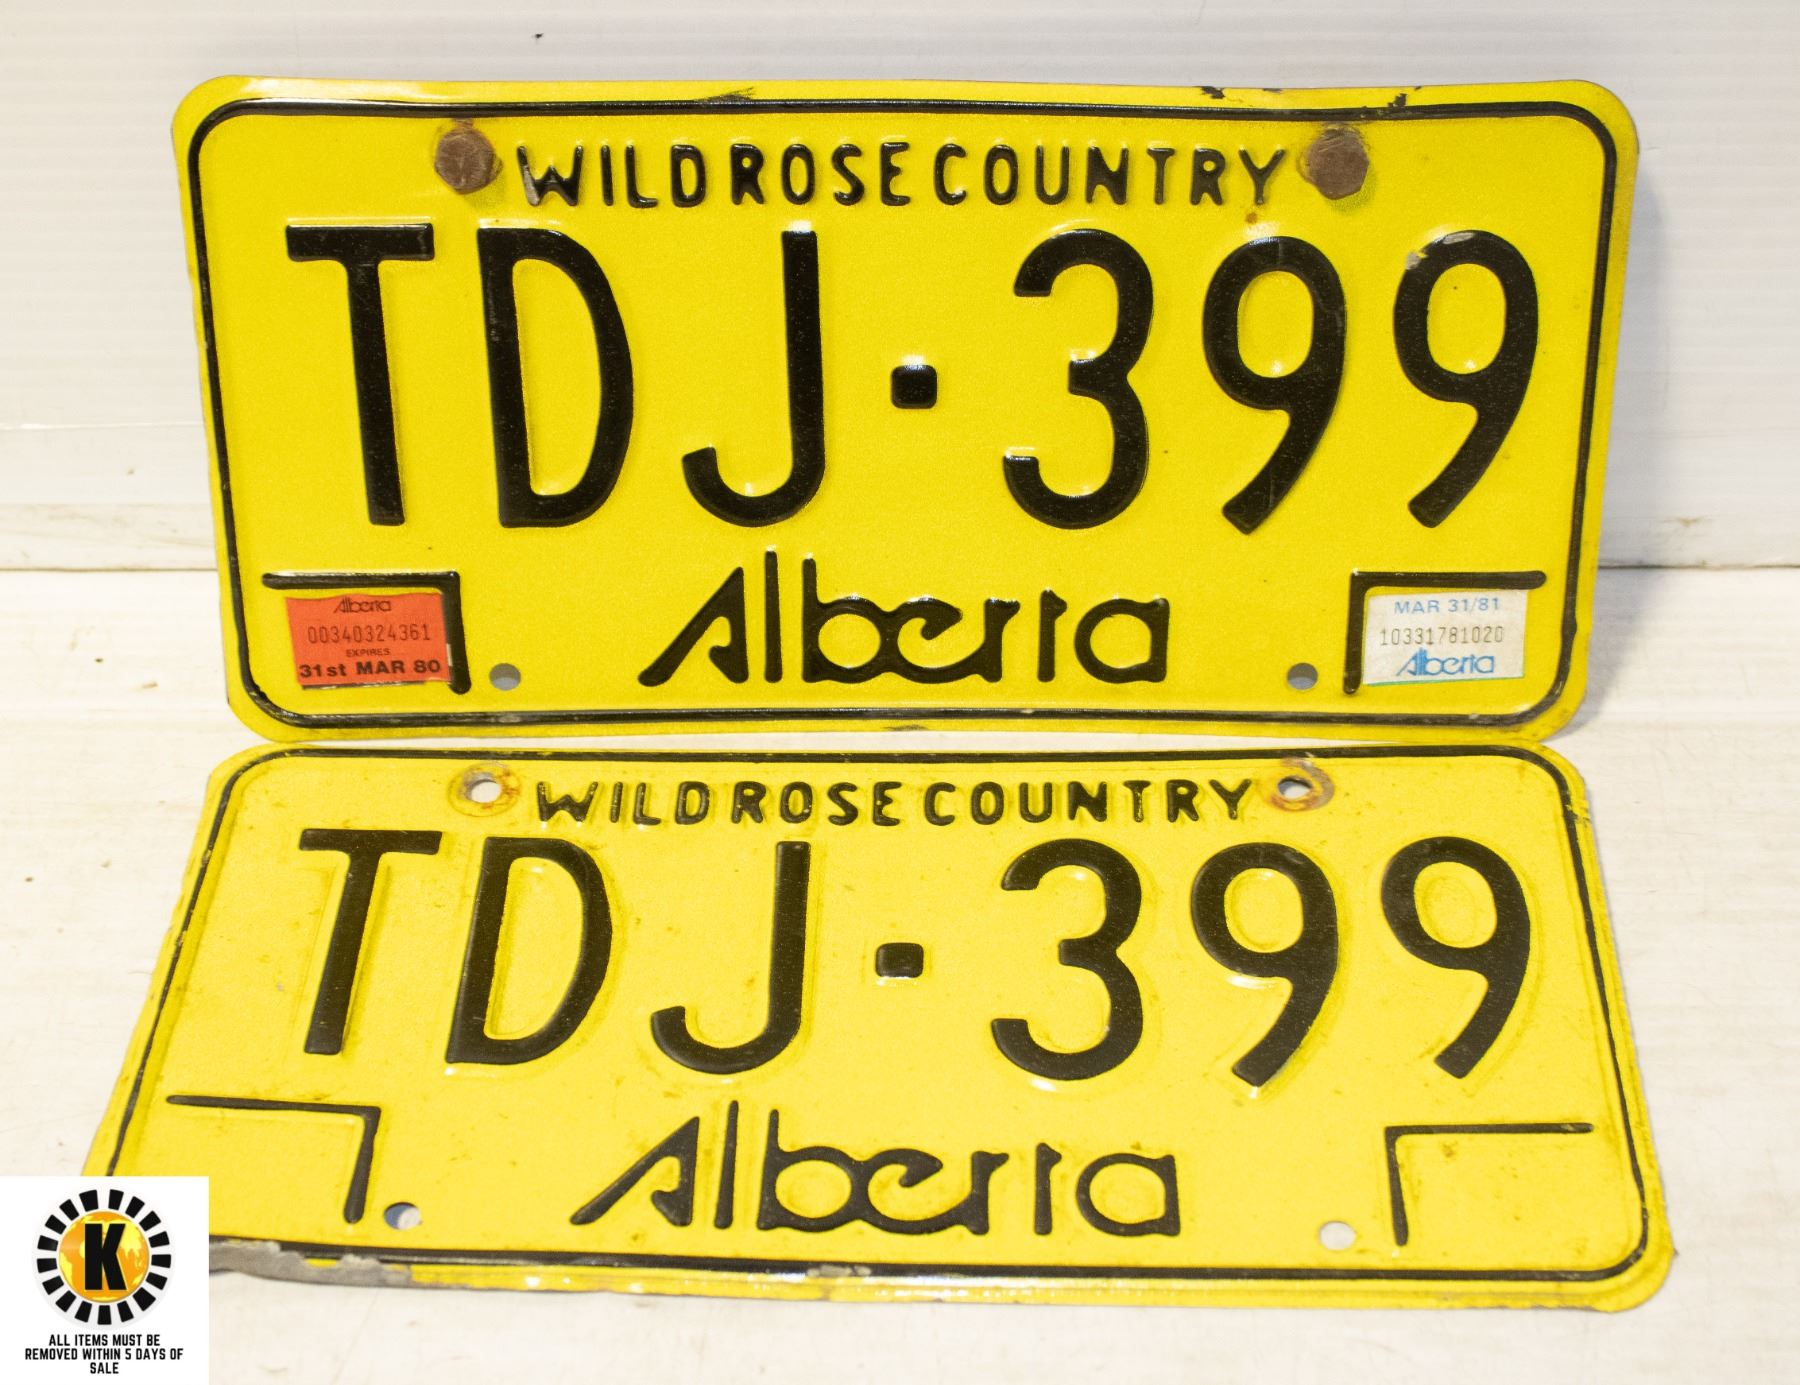 WILD ROSE COUNTRY
TDJ·399
Alberta
Alberta
00340324361
EXPIRES
31st MAR 80
MAR 31/81
10331781020
Alberta
WILD ROSE COUNTRY
TDJ·399
Alberta
K
ALL ITEMS MUST BE
REMOVED WITHIN 5 DAYS OF
SALE